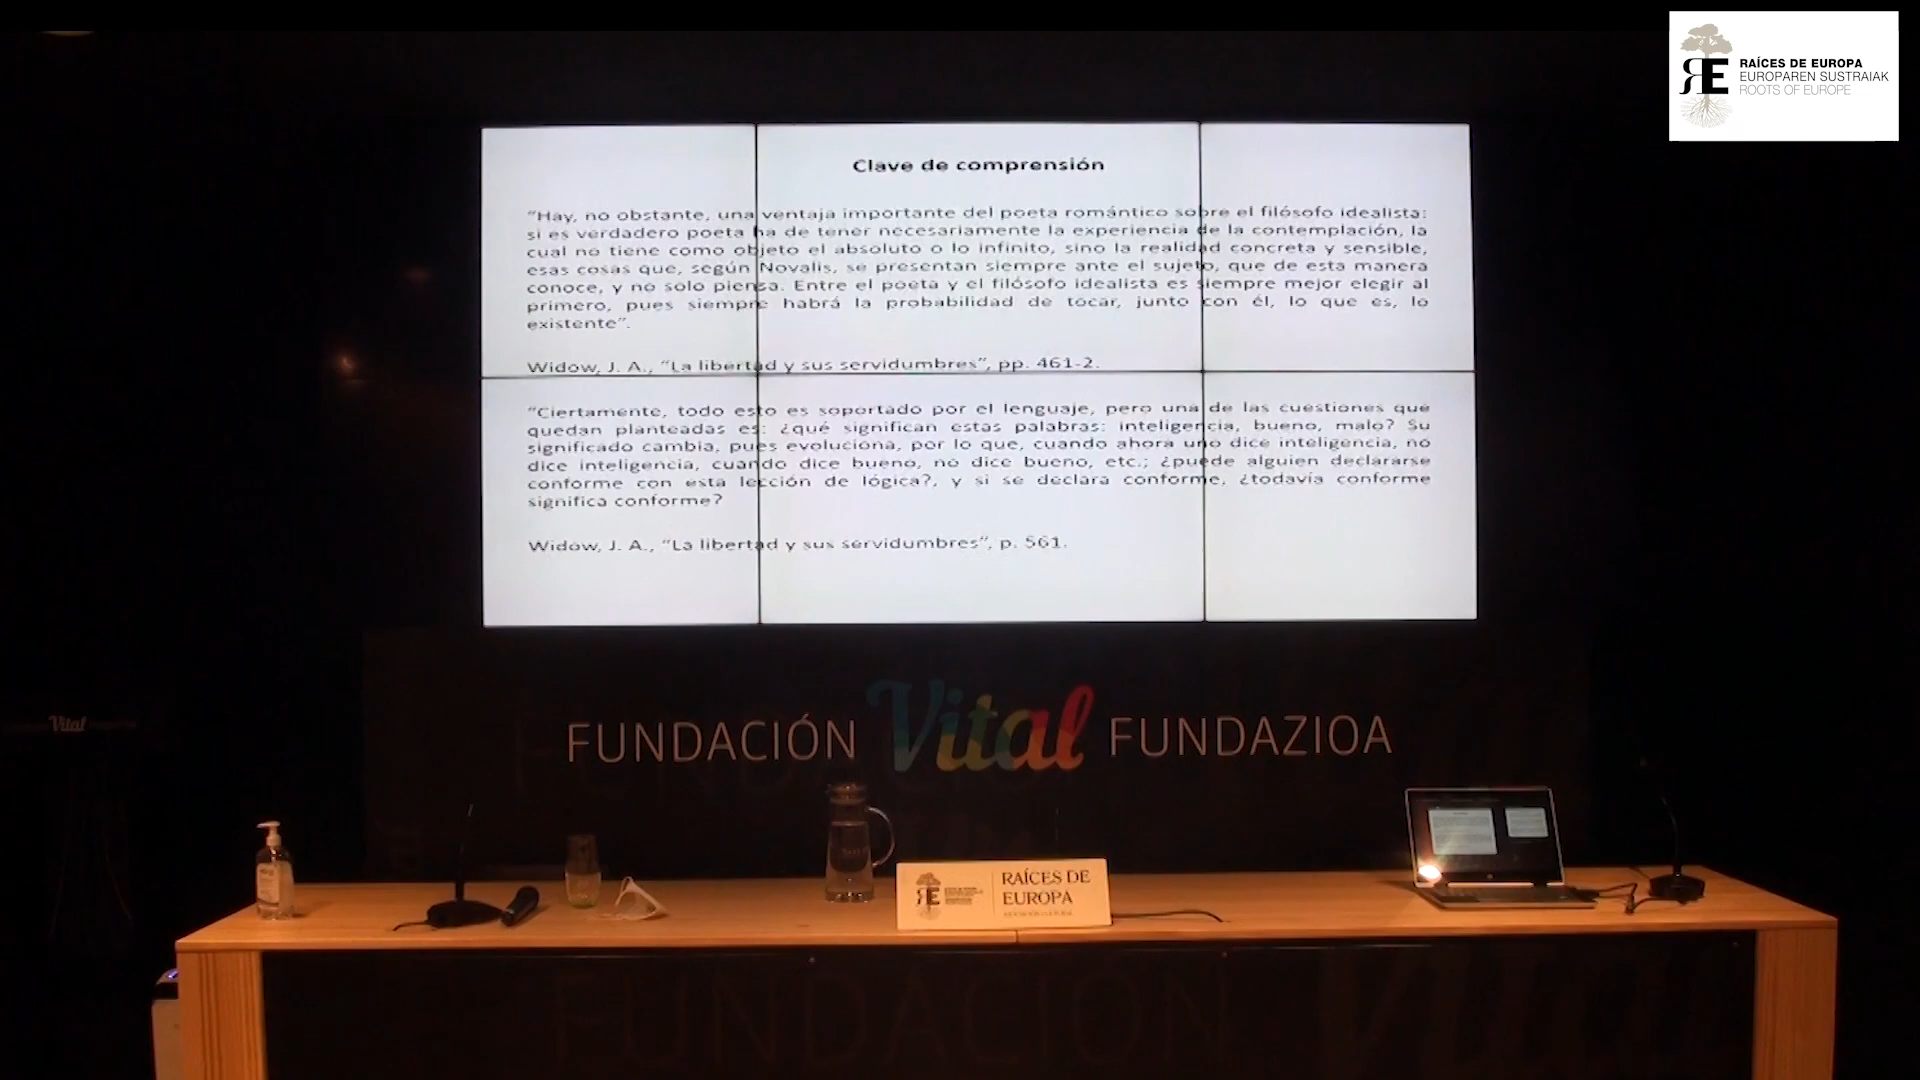 RAÍCES DE EUROPA
EUROPAREN SUSTRAIAK
ROOTS OF EUROPE
Clave de comprensión
“Hay, no obstante, una ventaja importante del poeta romántico sobre el filósofo idealista:
si es verdadero poeta ha de tener necesariamente la experiencia de la contemplación, la
cual no tiene como objeto el absoluto o lo infinito, sino la realidad concreta y sensible,
esas cosas que, según Novalis, se presentan siempre ante el sujeto, que de esta manera
conoce, y no solo piensa. Entre el poeta y el filósofo idealista es siempre mejor elegir al
primero, pues siempre habrá la probabilidad de tocar, junto con él, lo que es, lo
existente”.
Widow, J. A., “La libertad y sus servidumbres”, pp. 461-2.
“Ciertamente, todo esto es soportado por el lenguaje, pero una de las cuestiones que
quedan planteadas es: ¿qué significan estas palabras: inteligencia, bueno, malo? Su
significado cambia, pues evoluciona, por lo que, cuando ahora uno dice inteligencia, no
dice inteligencia, cuando dice bueno, no dice bueno, etc.; ¿puede alguien declararse
conforme con esta lección de lógica?, y si se declara conforme, ¿todavía conforme
significa conforme?
Widow, J. A., “La libertad y sus servidumbres”, p. 561.
FUNDACIÓN Vital FUNDAZIOA
Vital
RAÍCES DE
EUROPA
FUNDACION